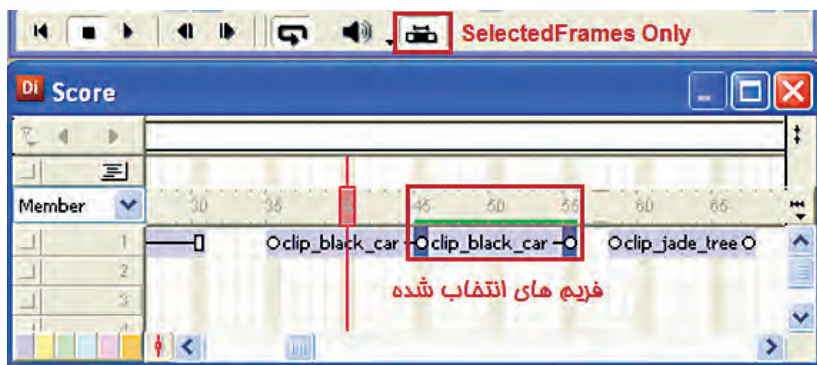 SelectedFrames Only
Di Score
Member 30 35 45 50 55 60 65
1 clip_black_car clip_black_car clip_jade_tree
2
3
فریم های انتخاب شده